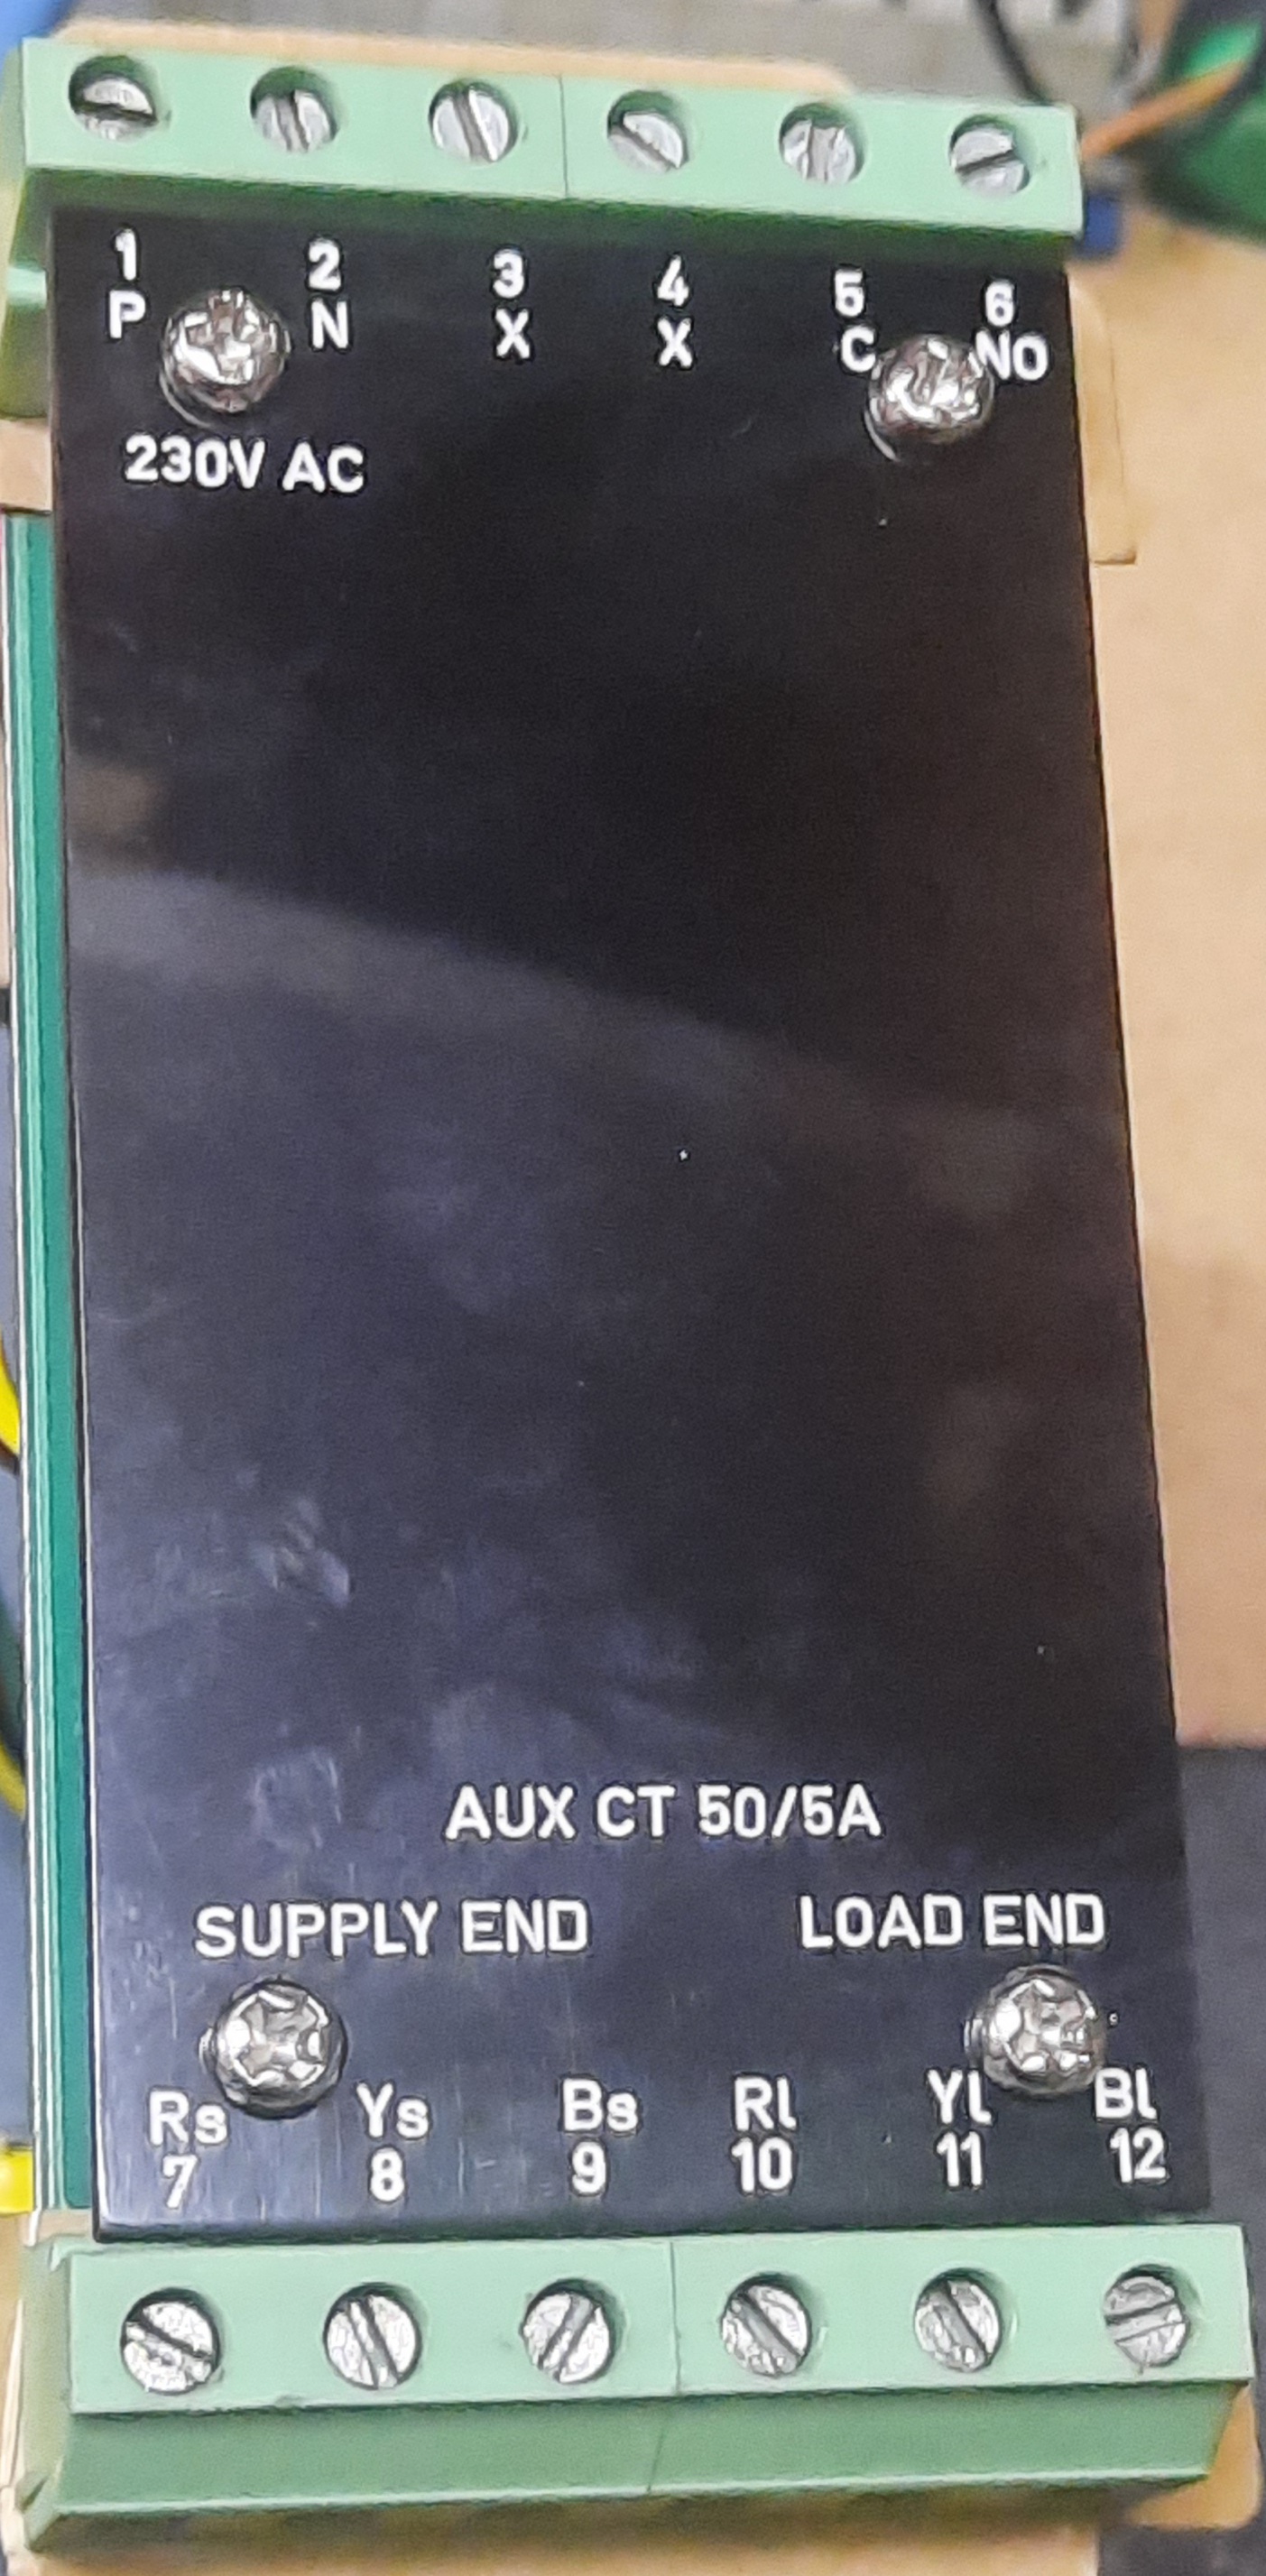 1 2 3 4 5 6
P N X X C NO
230V AC
AUX CT 50/5A
SUPPLY END LOAD END
Rs Ys Bs Rl Yl Bl
7 8 9 10 11 12